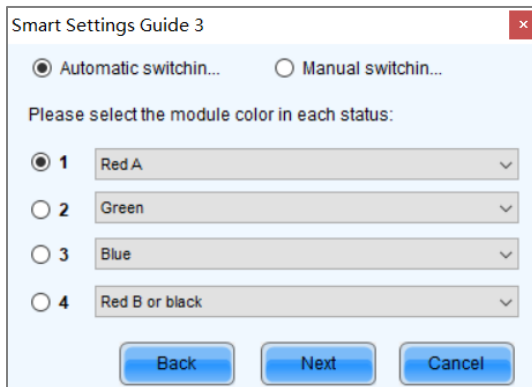 Smart Settings Guide 3
Automatic switchin... Manual switchin...
Please select the module color in each status:
1 Red A
2 Green
3 Blue
4 Red B or black
Back Next Cancel